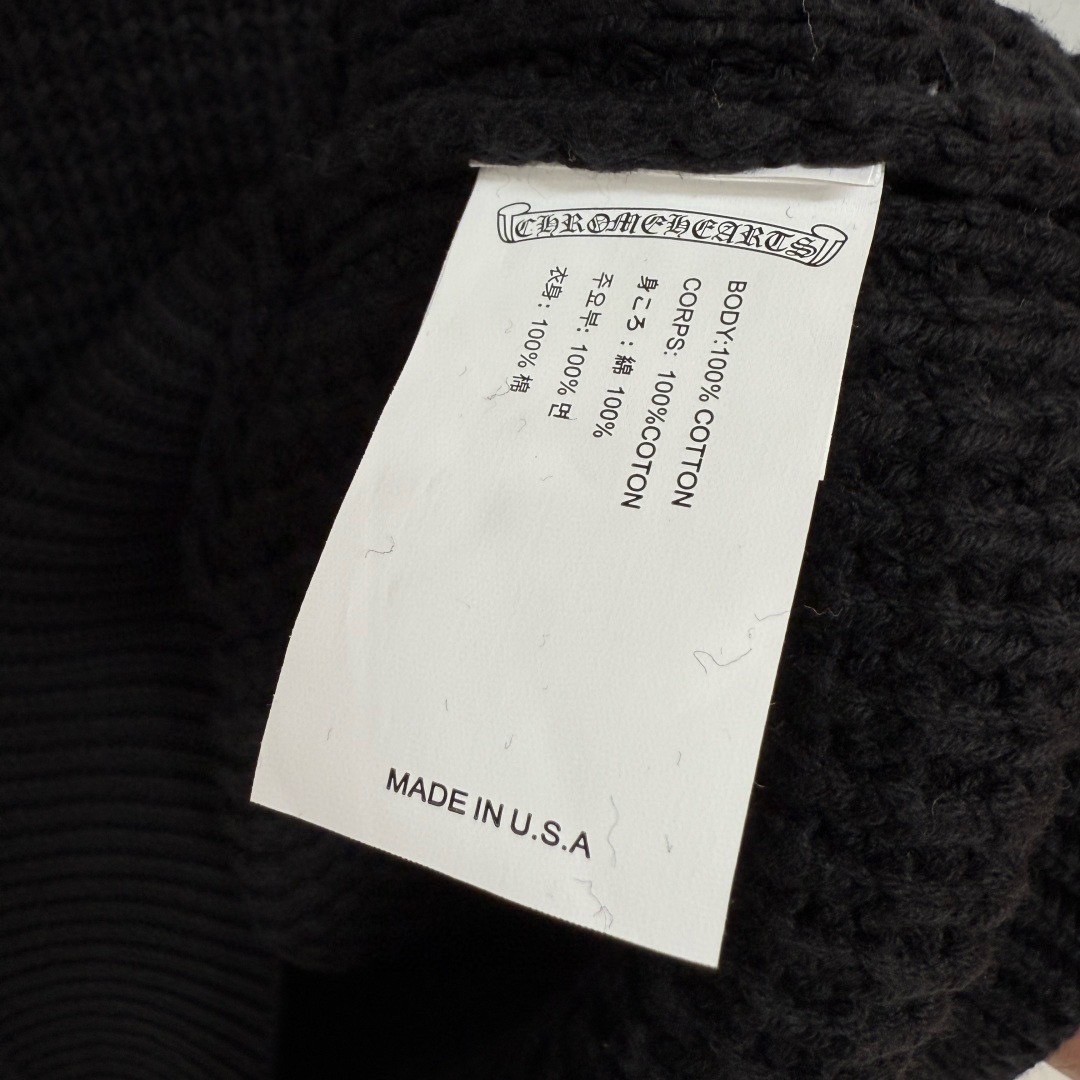 CHROMEHEARTS
BODY:100% COTTON
CORPS: 100%COTON
身ころ : 綿 100%
주요부: 100% 면
衣身: 100% 棉
MADE IN U.S.A